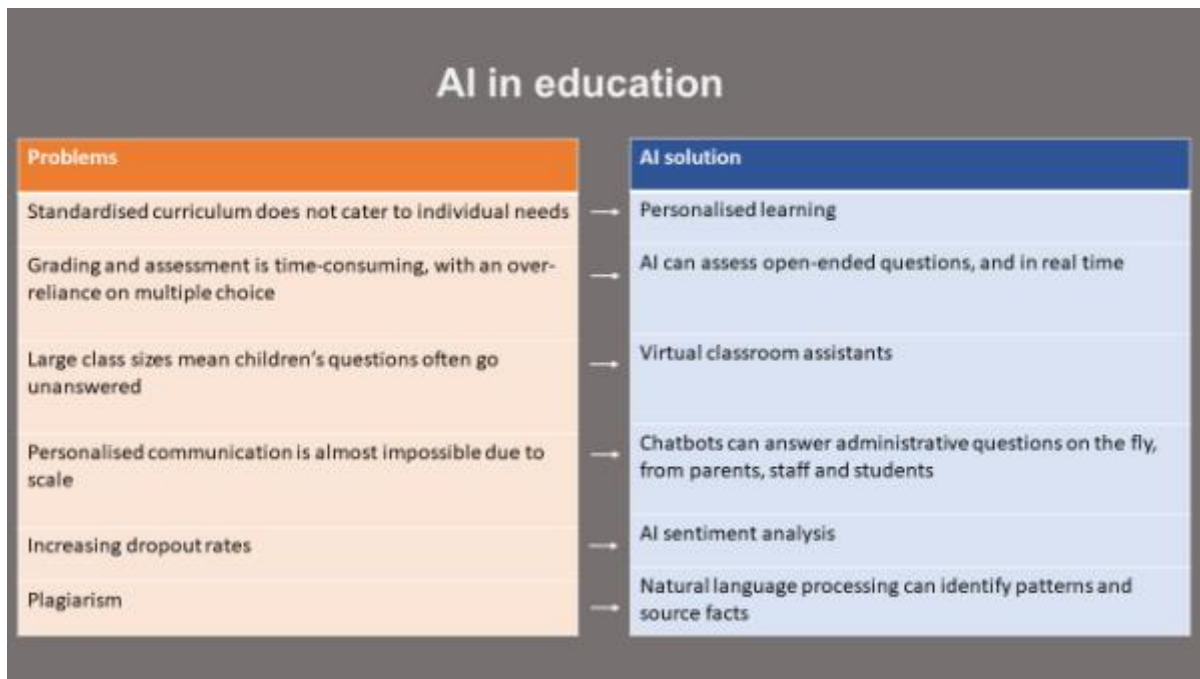 AI in education
Problems
AI solution
Standardised curriculum does not cater to individual needs
Personalised learning
Grading and assessment is time-consuming, with an over-
reliance on multiple choice
AI can assess open-ended questions, and in real time
Large class sizes mean children's questions often go
unanswered
Virtual classroom assistants
Personalised communication is almost impossible due to
scale
Chatbots can answer administrative questions on the fly,
from parents, staff and students
Increasing dropout rates
AI sentiment analysis
Plagiarism
Natural language processing can identify patterns and
source facts